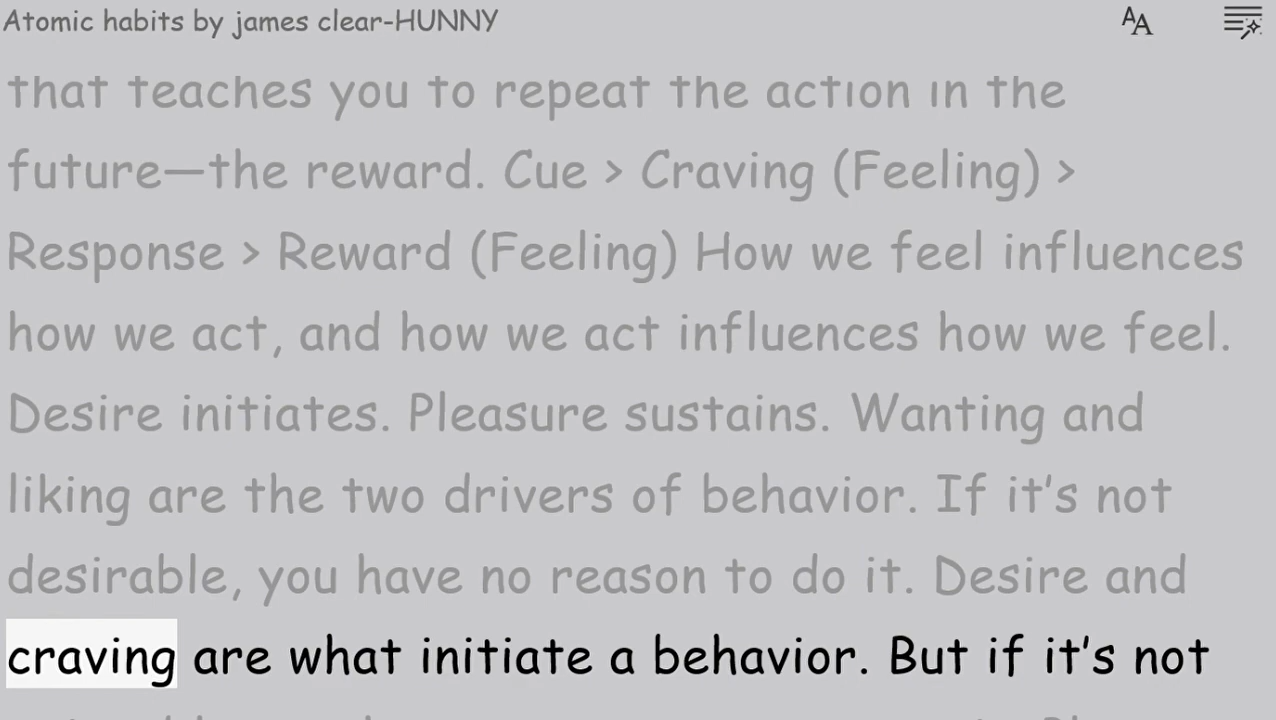 Atomic habits by james clear-HUNNY
AA
that teaches you to repeat the action in the
future—the reward. Cue > Craving (Feeling) >
Response > Reward (Feeling) How we feel influences
how we act, and how we act influences how we feel.
Desire initiates. Pleasure sustains. Wanting and
liking are the two drivers of behavior. If it’s not
desirable, you have no reason to do it. Desire and
craving are what initiate a behavior. But if it’s not